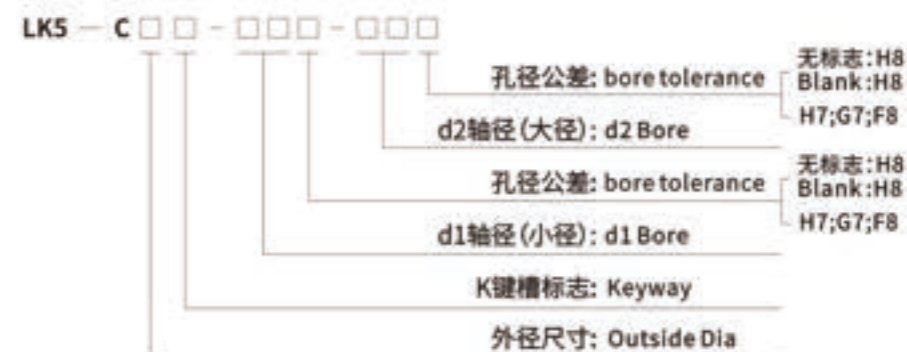 LK5 — C□ □ - □□□ - □□□
孔径公差: bore tolerance
无标志:H8
Blank:H8
H7;G7;F8
d2轴径(大径): d2 Bore
孔径公差: bore tolerance
无标志:H8
Blank:H8
H7;G7;F8
d1轴径(小径): d1 Bore
K键槽标志: Keyway
外径尺寸: Outside Dia